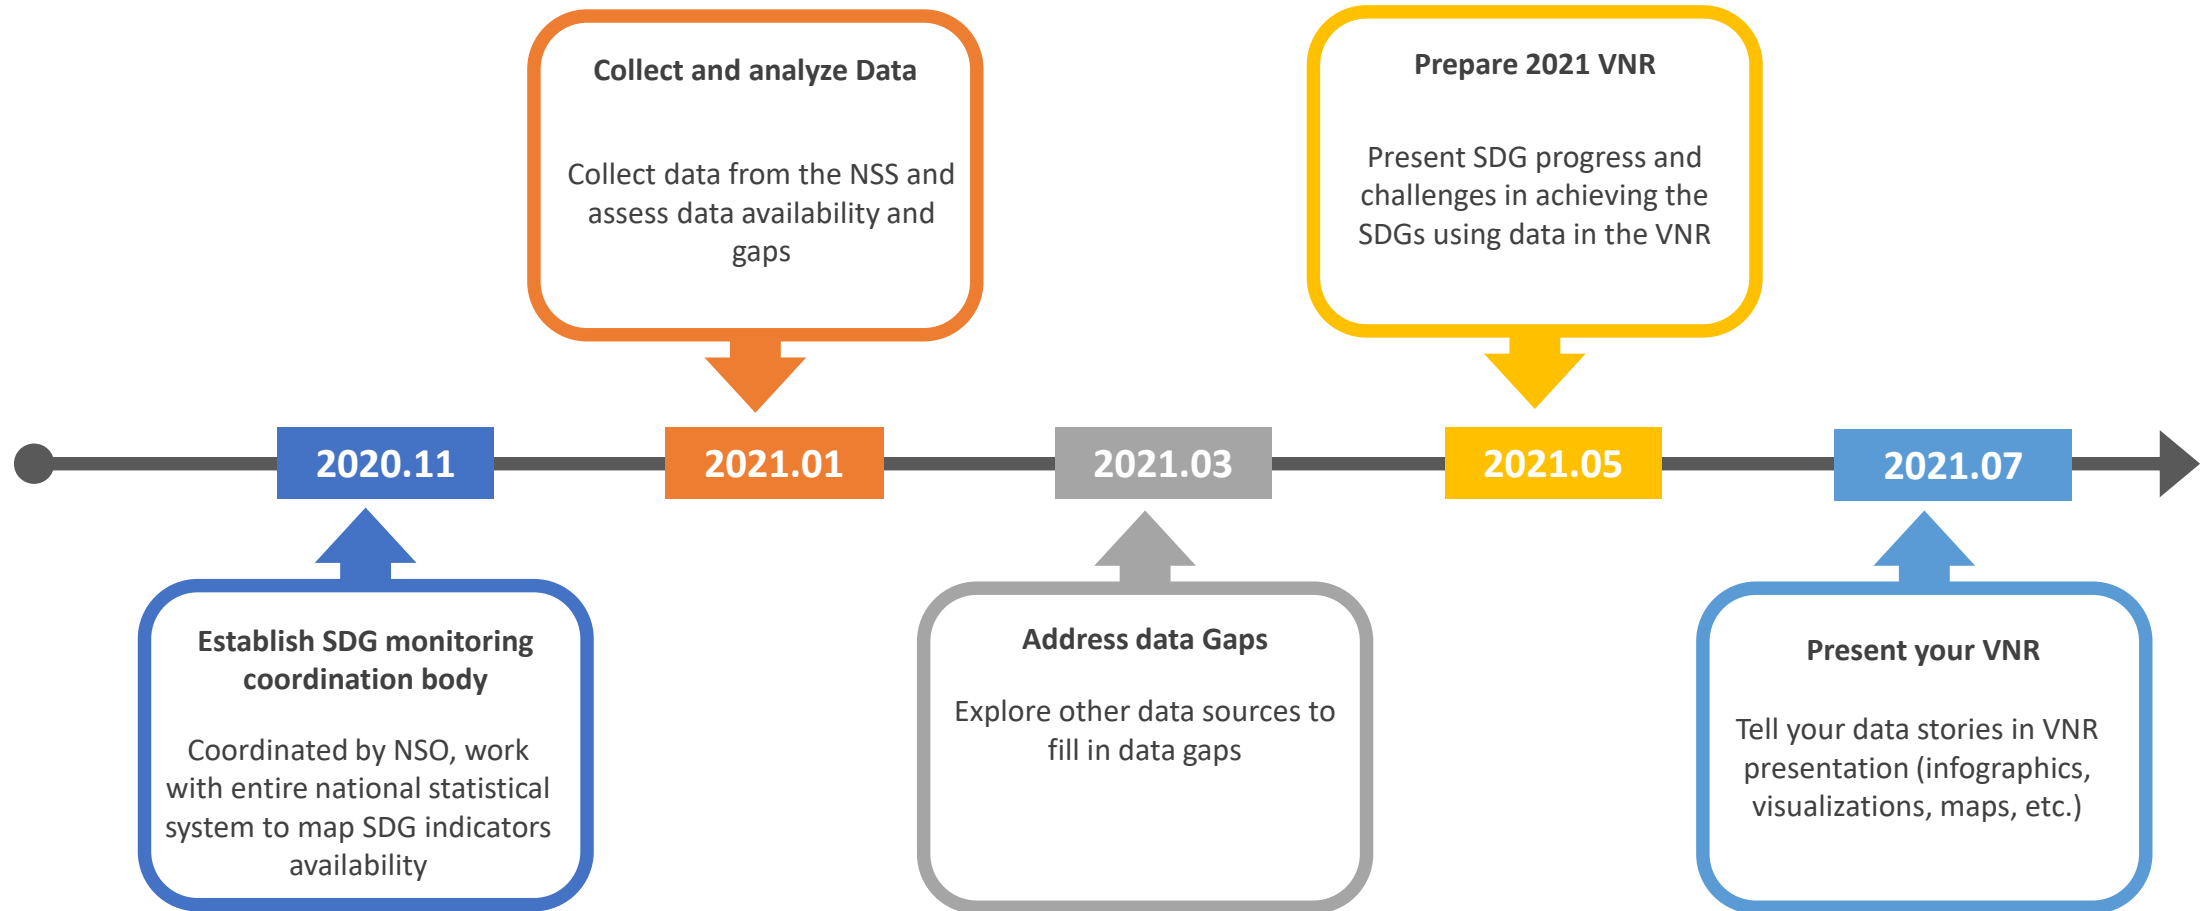 Collect and analyze Data
Collect data from the NSS and
assess data availability and
gaps
Prepare 2021 VNR
Present SDG progress and
challenges in achieving the
SDGs using data in the VNR
2020.11
2021.01
2021.03
2021.05
2021.07
Establish SDG monitoring
coordination body
Coordinated by NSO, work
with entire national statistical
system to map SDG indicators
availability
Address data Gaps
Explore other data sources to
fill in data gaps
Present your VNR
Tell your data stories in VNR
presentation (infographics,
visualizations, maps, etc.)